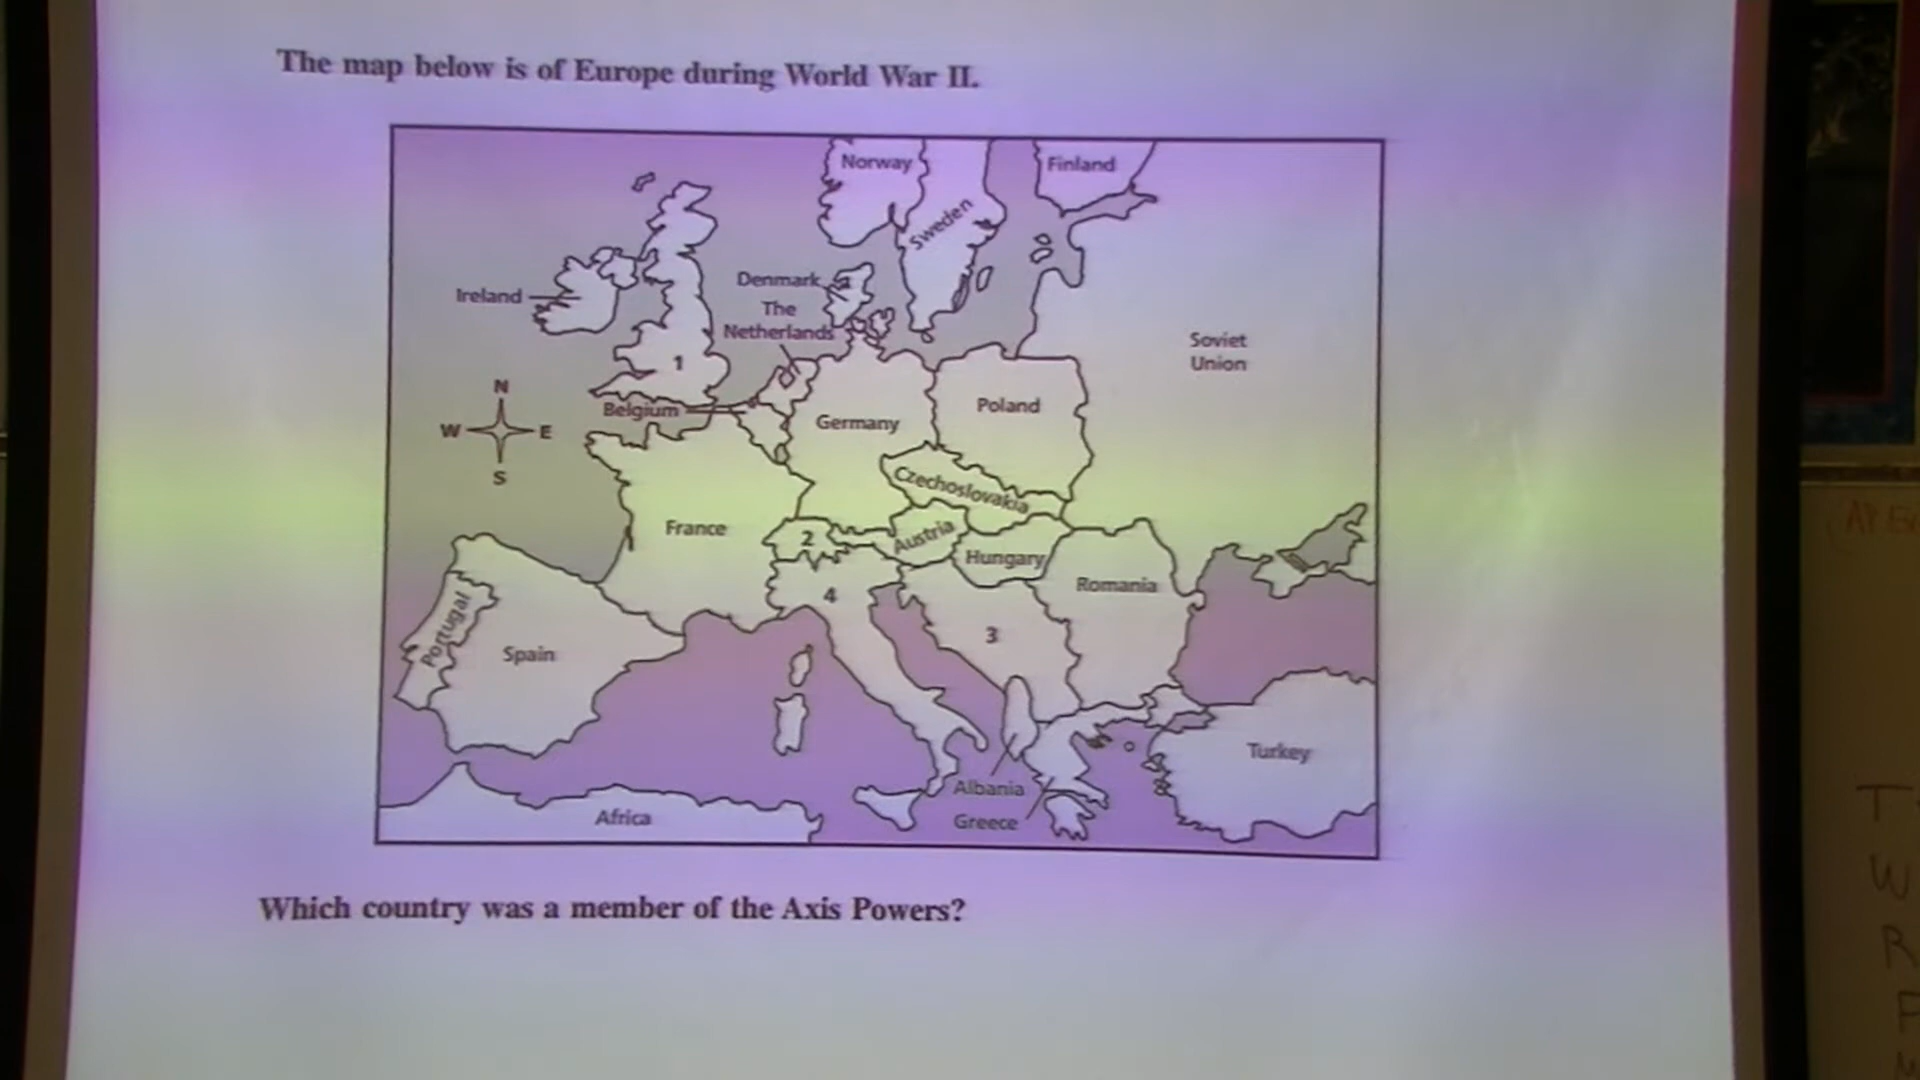 The map below is of Europe during World War II.
Norway
Finland
Sweden
Denmark
Ireland
The
Netherlands
Soviet
Union
1
N
W E
S
Belgium
Poland
Germany
Czechoslovakia
France
2
Austria
Hungary
Romania
4
Portugal
3
Spain
Turkey
Albania
Africa
Greece
Which country was a member of the Axis Powers?
T
W
R